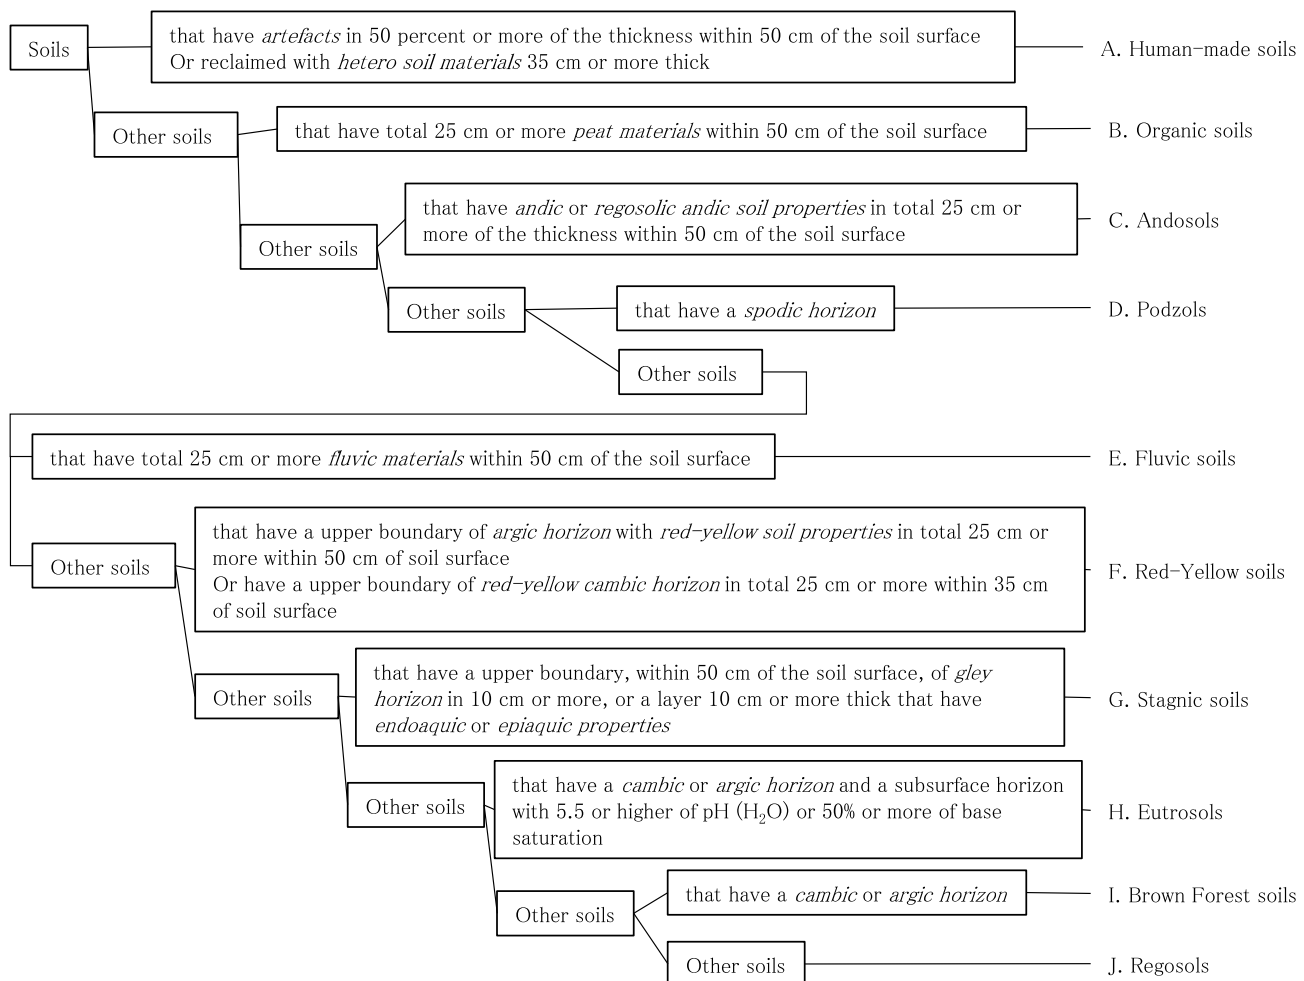 Soils
that have artefacts in 50 percent or more of the thickness within 50 cm of the soil surface
Or reclaimed with hetero soil materials 35 cm or more thick
A. Human-made soils
Other soils
that have total 25 cm or more peat materials within 50 cm of the soil surface
B. Organic soils
Other soils
that have andic or regosolic andic soil properties in total 25 cm or
more of the thickness within 50 cm of the soil surface
C. Andosols
Other soils
that have a spodic horizon
D. Podzols
Other soils
that have total 25 cm or more fluvic materials within 50 cm of the soil surface
E. Fluvic soils
Other soils
that have a upper boundary of argic horizon with red-yellow soil properties in total 25 cm or
more within 50 cm of soil surface
Or have a upper boundary of red-yellow cambic horizon in total 25 cm or more within 35 cm
of soil surface
F. Red-Yellow soils
Other soils
that have a upper boundary, within 50 cm of the soil surface, of gley
horizon in 10 cm or more, or a layer 10 cm or more thick that have
endoaquic or epiaquic properties
G. Stagnic soils
Other soils
that have a cambic or argic horizon and a subsurface horizon
with 5.5 or higher of pH (H₂O) or 50% or more of base
saturation
H. Eutrosols
Other soils
that have a cambic or argic horizon
I. Brown Forest soils
Other soils
J. Regosols